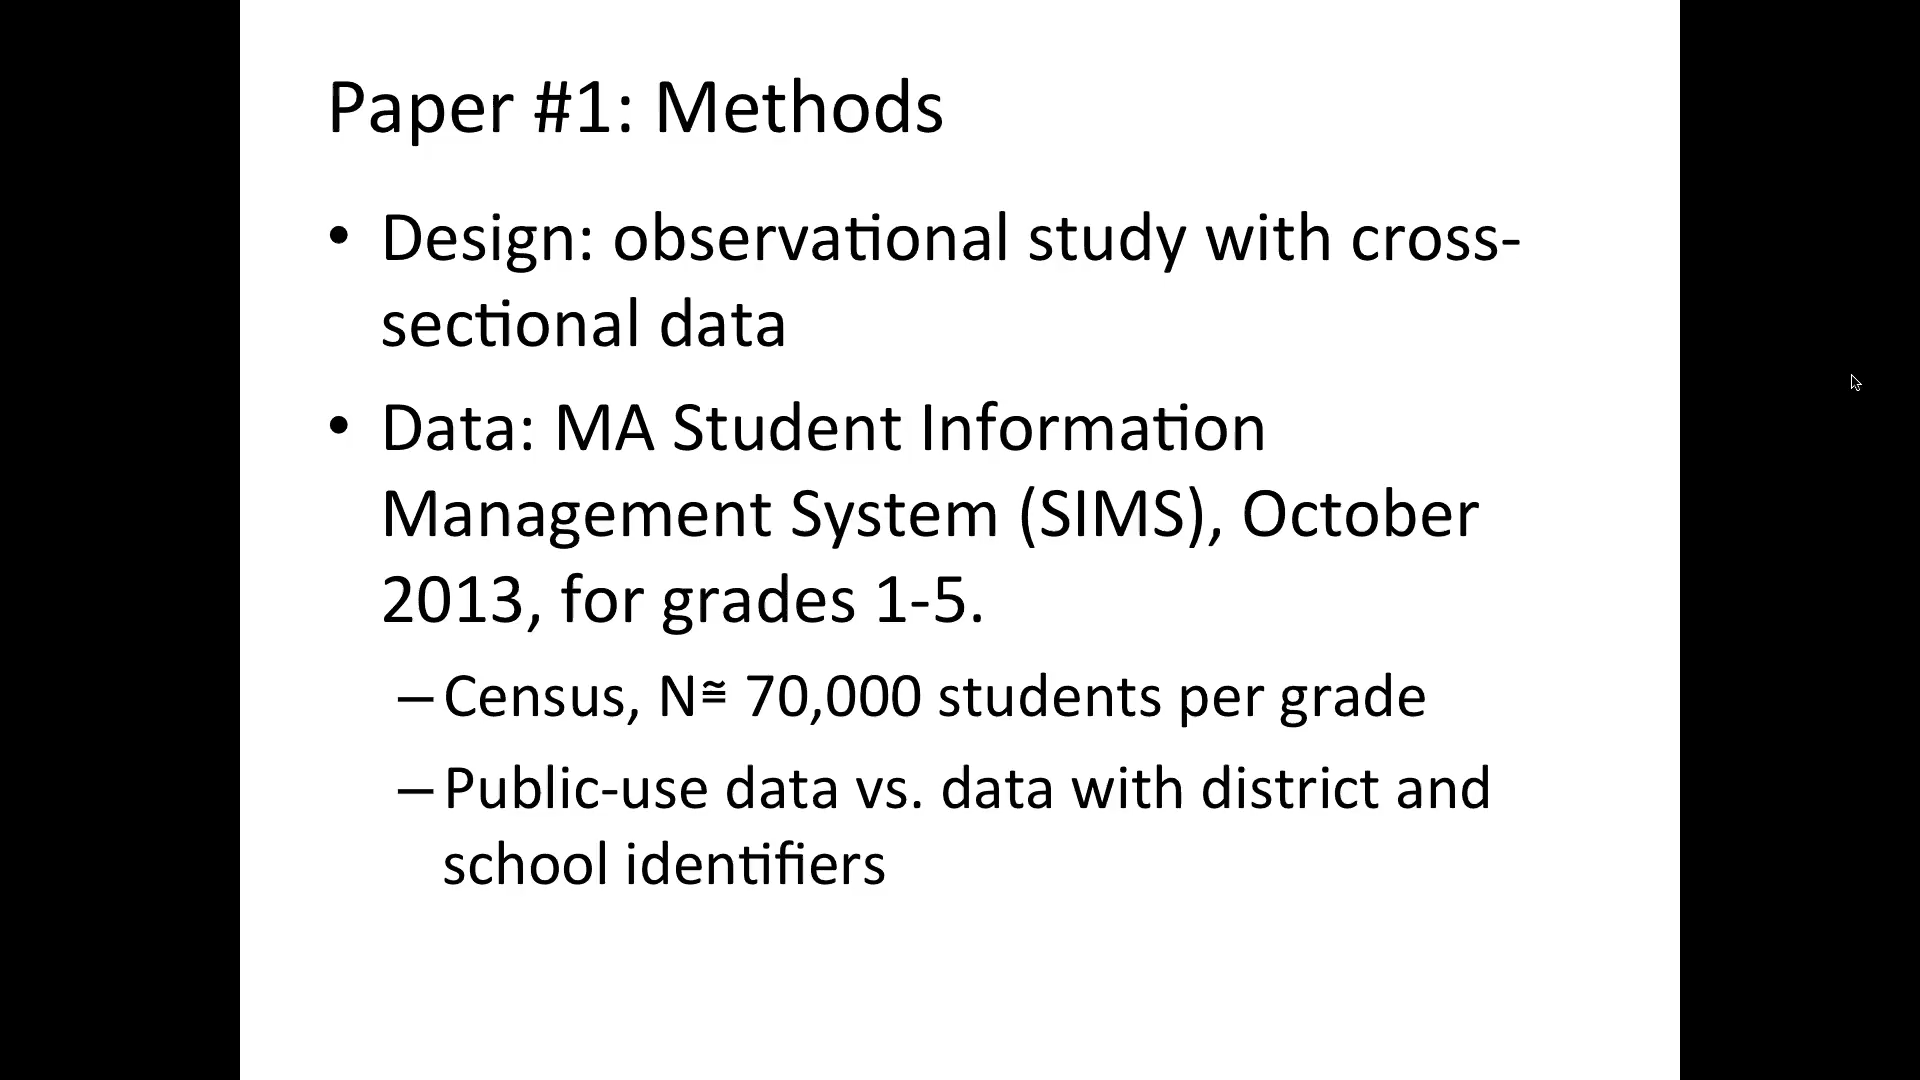 Paper #1: Methods
• Design: observational study with cross-
sectional data
• Data: MA Student Information
Management System (SIMS), October
2013, for grades 1-5.
– Census, N≅ 70,000 students per grade
– Public-use data vs. data with district and
school identifiers